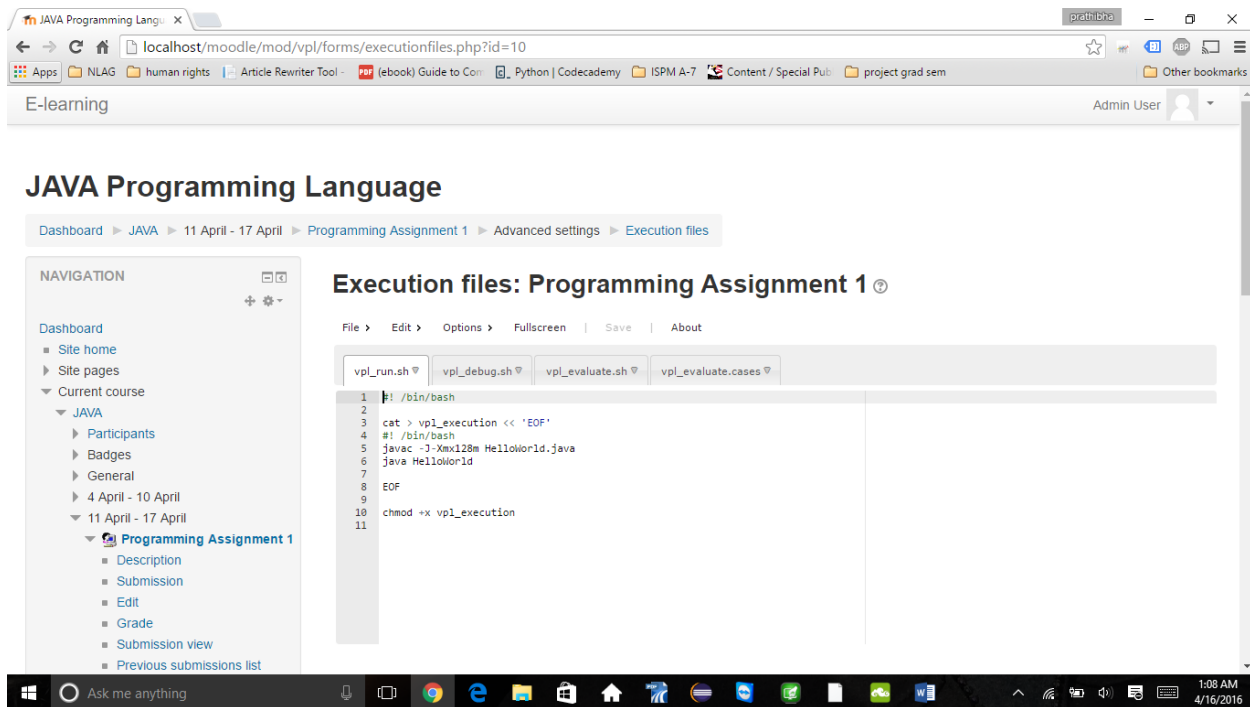 JAVA Programming Langu
prathibha
localhost/moodle/mod/vpl/forms/executionfiles.php?id=10
Apps NLAG human rights Article Rewriter Tool - (ebook) Guide to Com Python | Codecademy ISPM A-7 Content / Special Pub project grad sem Other bookmarks
E-learning
Admin User
JAVA Programming Language
Dashboard JAVA 11 April - 17 April Programming Assignment 1 Advanced settings Execution files
NAVIGATION
Dashboard
Site home
Site pages
Current course
JAVA
Participants
Badges
General
4 April - 10 April
11 April - 17 April
Programming Assignment 1
Description
Submission
Edit
Grade
Submission view
Previous submissions list
Execution files: Programming Assignment 1
File Edit Options Fullscreen | Save | About
vpl_run.sh vpl_debug.sh vpl_evaluate.sh vpl_evaluate.cases
1 #! /bin/bash
2
3 cat > vpl_execution << 'EOF'
4 #! /bin/bash
5 javac -J-Xmx128m HelloWorld.java
6 java HelloWorld
7
8 EOF
9
10 chmod +x vpl_execution
11
Ask me anything
1:08 AM
4/16/2016